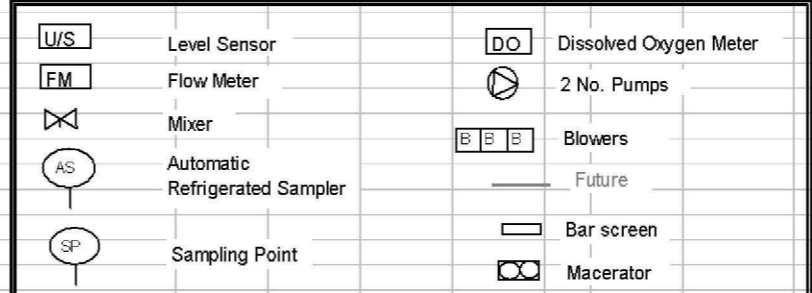 U/S Level Sensor
FM Flow Meter
Mixer
AS Automatic
Refrigerated Sampler
SP Sampling Point
DO Dissolved Oxygen Meter
2 No. Pumps
B B B Blowers
Future
Bar screen
Macerator